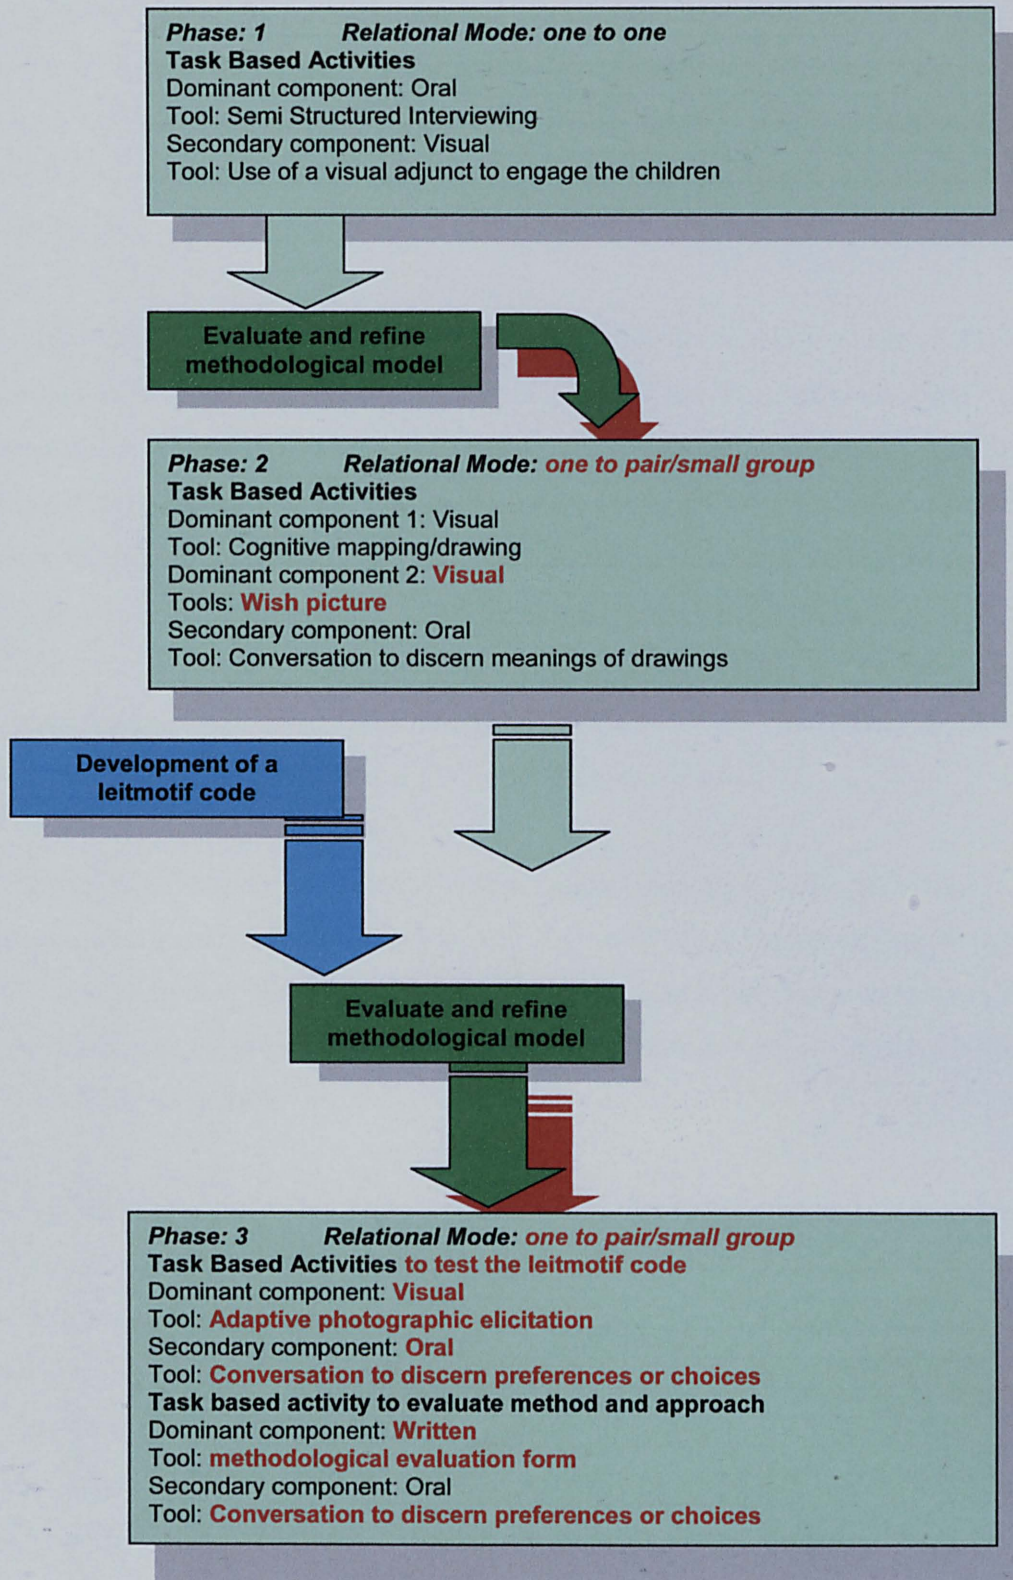 Phase: 1 Relational Mode: one to one
Task Based Activities
Dominant component: Oral
Tool: Semi Structured Interviewing
Secondary component: Visual
Tool: Use of a visual adjunct to engage the children
Evaluate and refine
methodological model
Phase: 2 Relational Mode: one to pair/small group
Task Based Activities
Dominant component 1: Visual
Tool: Cognitive mapping/drawing
Dominant component 2: Visual
Tools: Wish picture
Secondary component: Oral
Tool: Conversation to discern meanings of drawings
Development of a
leitmotif code
Evaluate and refine
methodological model
Phase: 3 Relational Mode: one to pair/small group
Task Based Activities to test the leitmotif code
Dominant component: Visual
Tool: Adaptive photographic elicitation
Secondary component: Oral
Tool: Conversation to discern preferences or choices
Task based activity to evaluate method and approach
Dominant component: Written
Tool: methodological evaluation form
Secondary component: Oral
Tool: Conversation to discern preferences or choices